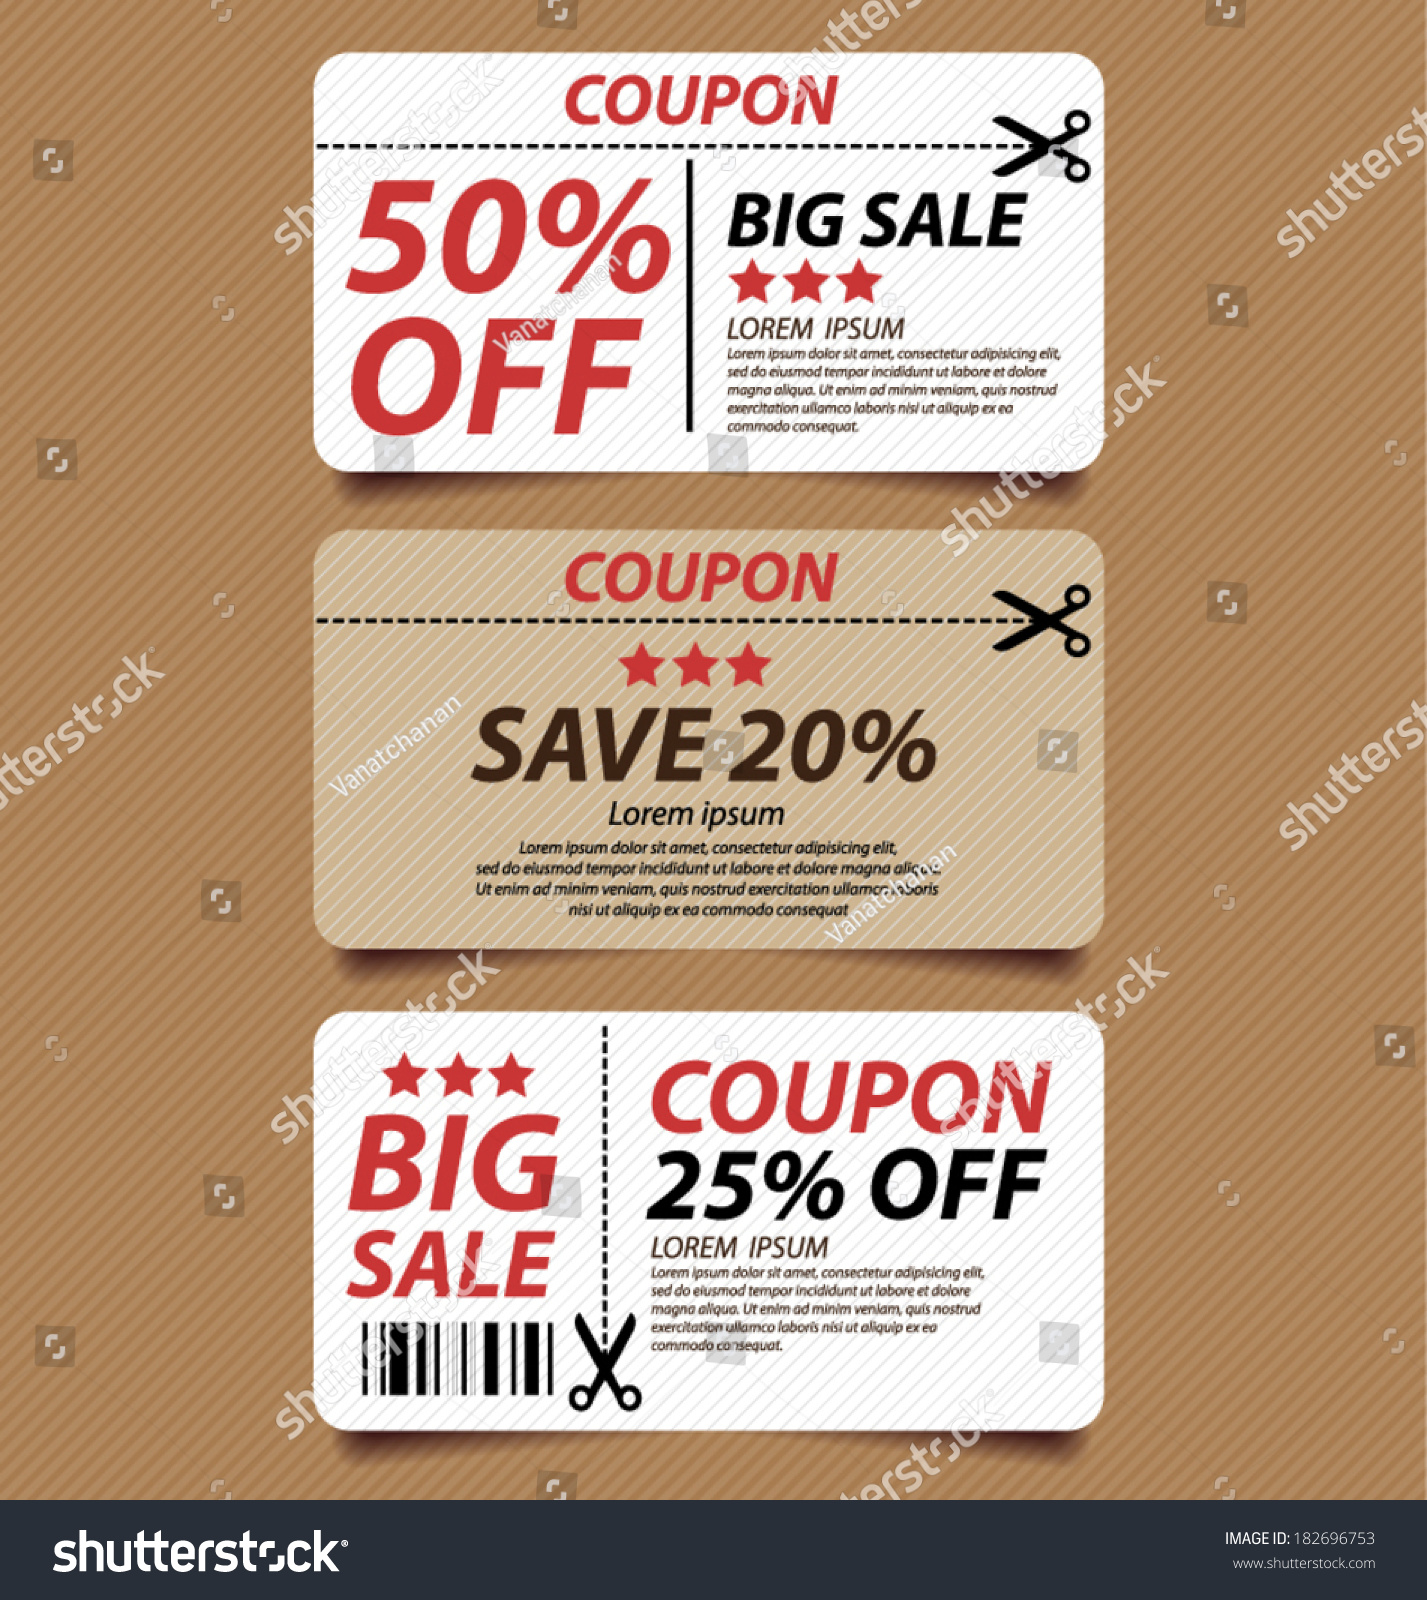 COUPON
50%
OFF
BIG SALE
LOREM IPSUM
Lorem ipsum dolor sit amet, consectetur adipisicing elit,
sed do eiusmod tempor incididunt ut labore et dolore
magna aliqua. Ut enim ad minim veniam, quis nostrud
exercitation ullamco laboris nisi ut aliquip ex ea
commodo consequat.
COUPON
SAVE 20%
Lorem ipsum
Lorem ipsum dolor sit amet, consectetur adipisicing elit,
sed do eiusmod tempor incididunt ut labore et dolore magna aliqua.
Ut enim ad minim veniam, quis nostrud exercitation ullamco laboris
nisi ut aliquip ex ea commodo consequat
BIG
SALE
COUPON
25% OFF
LOREM IPSUM
Lorem ipsum dolor sit amet, consectetur adipisicing elit,
sed do eiusmod tempor incididunt ut labore et dolore
magna aliqua. Ut enim ad minim veniam, quis nostrud
exercitation ullamco laboris nisi ut aliquip ex ea
commodo consequat.
shutterstock
Vanatchanan
shutterstock
IMAGE ID: 182696753
www.shutterstock.com